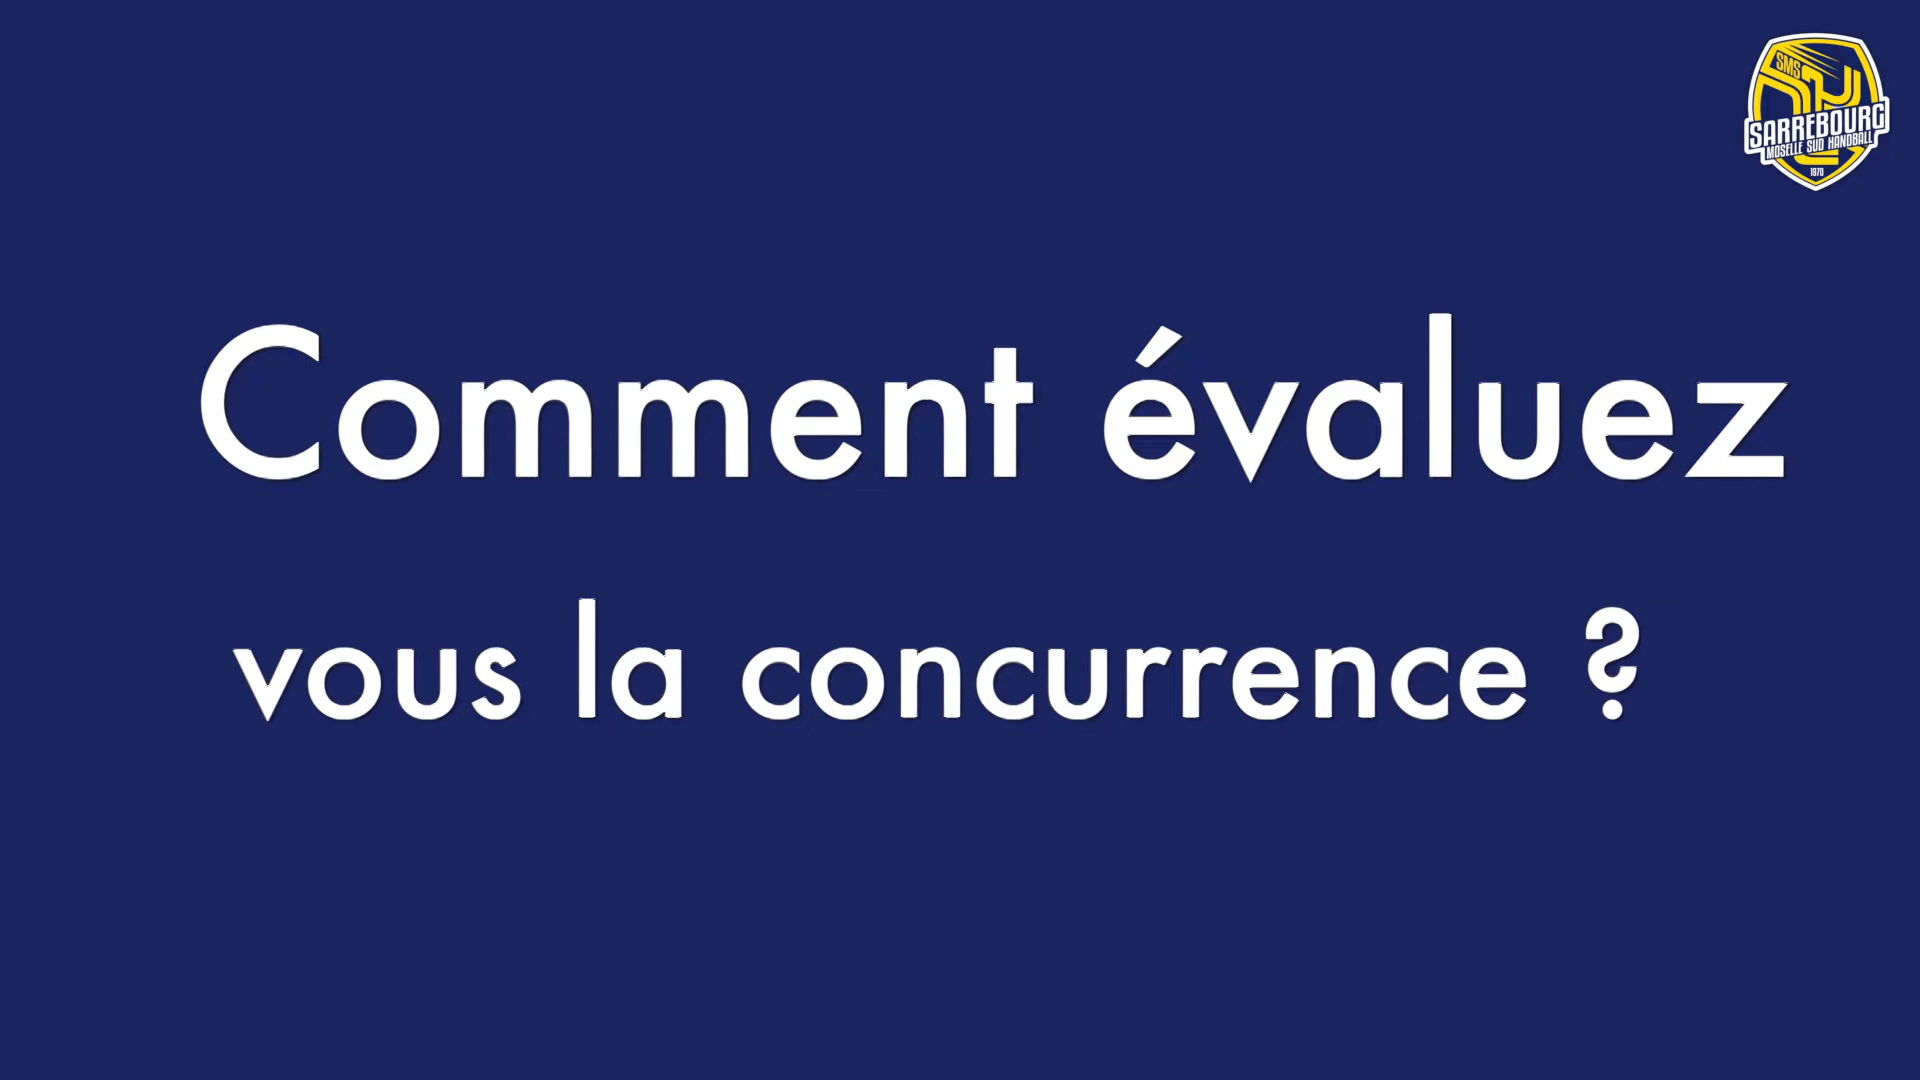 SMS
SARREBOURG
MOSELLE SUD HANDBALL
1970
Comment évaluez
vous la concurrence ?